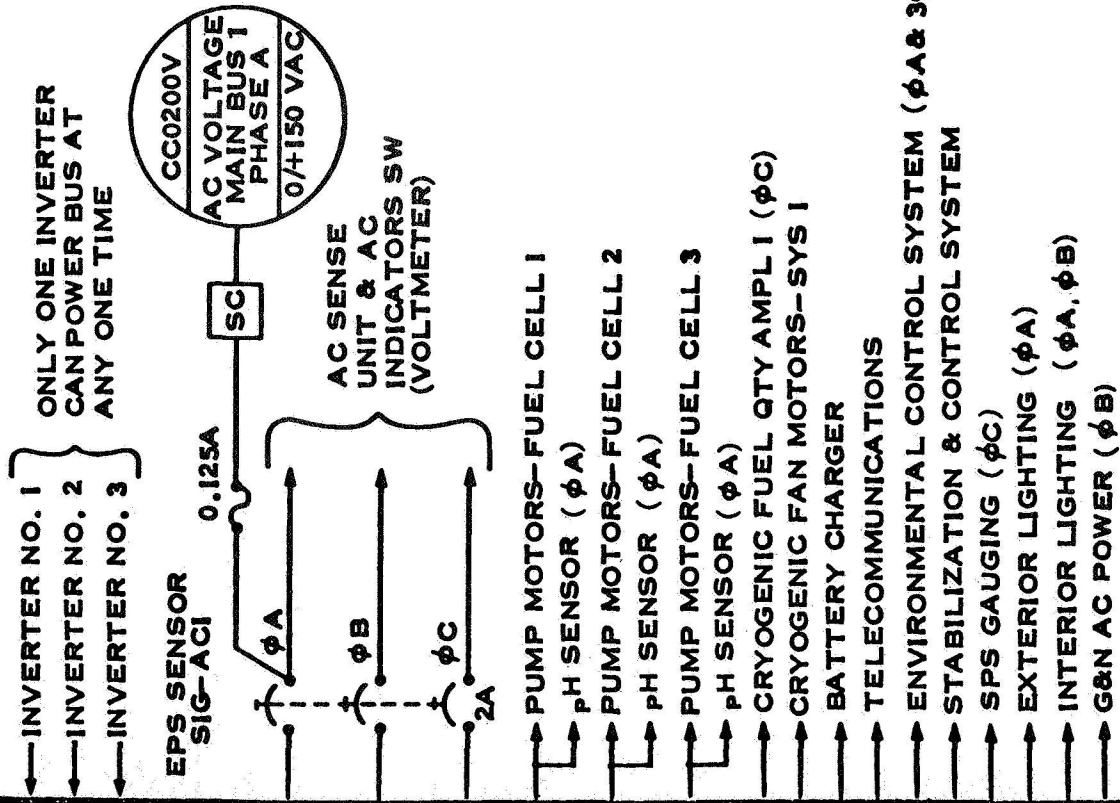 INVERTER NO. 1
INVERTER NO. 2
INVERTER NO. 3
ONLY ONE INVERTER
CAN POWER BUS AT
ANY ONE TIME
EPS SENSOR
SIG-AC1
0.125A
SC
CC0200V
AC VOLTAGE
MAIN BUS 1
PHASE A
0/+150 VAC
φA
φB
φC
2A
AC SENSE
UNIT & AC
INDICATORS SW
(VOLTMETER)
PUMP MOTORS-FUEL CELL 1
pH SENSOR (φA)
PUMP MOTORS-FUEL CELL 2
pH SENSOR (φA)
PUMP MOTORS-FUEL CELL 3
pH SENSOR (φA)
CRYOGENIC FUEL QTY AMPL 1 (φC)
CRYOGENIC FAN MOTORS-SYS 1
BATTERY CHARGER
TELECOMMUNICATIONS
ENVIRONMENTAL CONTROL SYSTEM (φA & 3
STABILIZATION & CONTROL SYSTEM
SPS GAUGING (φC)
EXTERIOR LIGHTING (φA)
INTERIOR LIGHTING (φA, φB)
G&N AC POWER (φB)